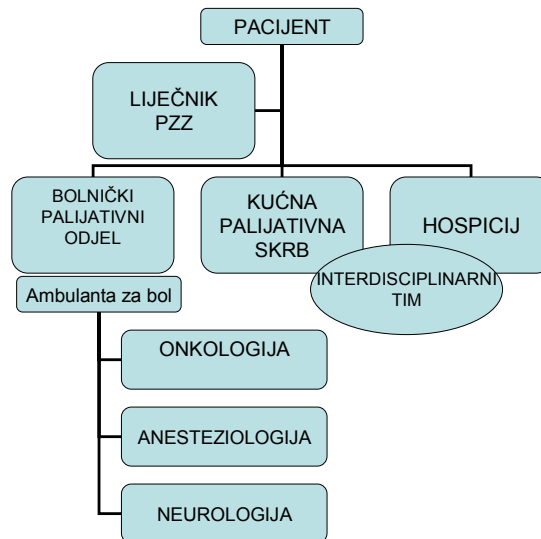 PACIJENT
LIJEČNIK
PZZ
BOLNIČKI
PALIJATIVNI
ODJEL
KUĆNA
PALIJATIVNA
SKRB
HOSPICIJ
INTERDISCIPLINARNI
TIM
Ambulanta za bol
ONKOLOGIJA
ANESTEZIOLOGIJA
NEUROLOGIJA